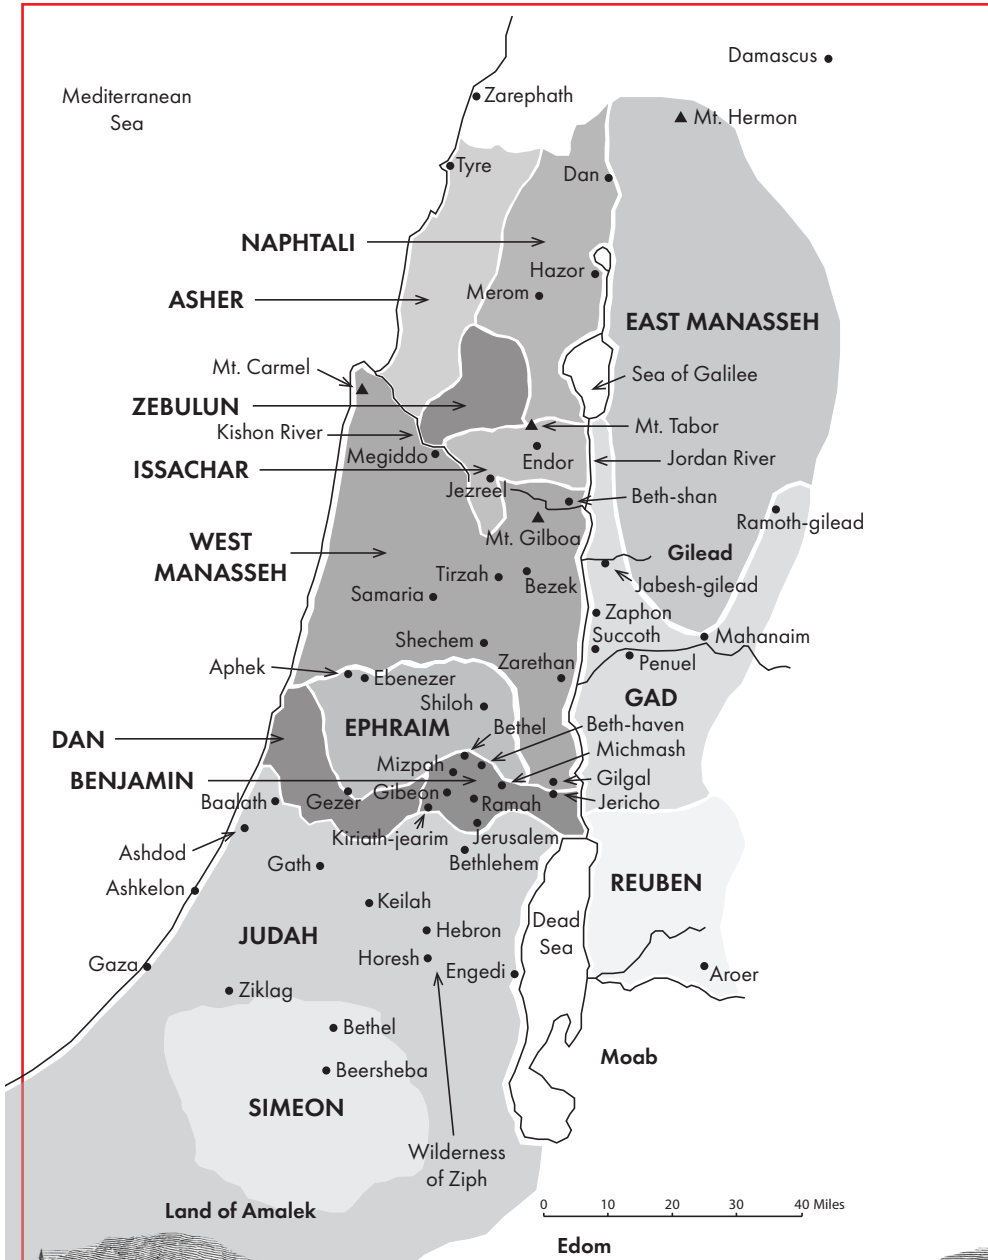 Damascus
Mediterranean
Sea
Zarephath
Mt. Hermon
Tyre
Dan
NAPHTALI
Hazor
Merom
ASHER
EAST MANASSEH
Mt. Carmel
Sea of Galilee
ZEBULUN
Kishon River
Mt. Tabor
Megiddo
Endor
Jordan River
ISSACHAR
Jezreel
Beth-shan
Ramoth-gilead
Mt. Gilboa
WEST
MANASSEH
Gilead
Tirzah
Bezek
Jabesh-gilead
Samaria
Zaphon
Shechem
Succoth
Mahanaim
Zarethan
Penuel
Aphek
Ebenezer
Shiloh
GAD
EPHRAIM
Bethel
Beth-haven
DAN
Michmash
Mizpah
BENJAMIN
Gilgal
Baalath
Gezer
Gibeon
Ramah
Jericho
Kiriath-jearim
Jerusalem
Ashdod
Gath
Bethlehem
Ashkelon
REUBEN
Keilah
Dead
Sea
JUDAH
Hebron
Gaza
Horesh
Engedi
Aroer
Ziklag
Bethel
Moab
Beersheba
SIMEON
Wilderness
of Ziph
Land of Amalek
0 10 20 30 40 Miles
Edom